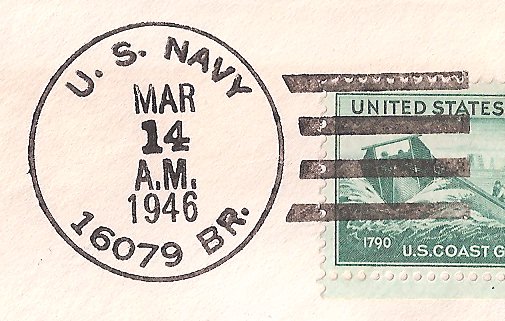 U. S. NAVY
MAR
14
A.M.
1946
16079 BR.
UNITED STATES
1790 U.S. COAST G